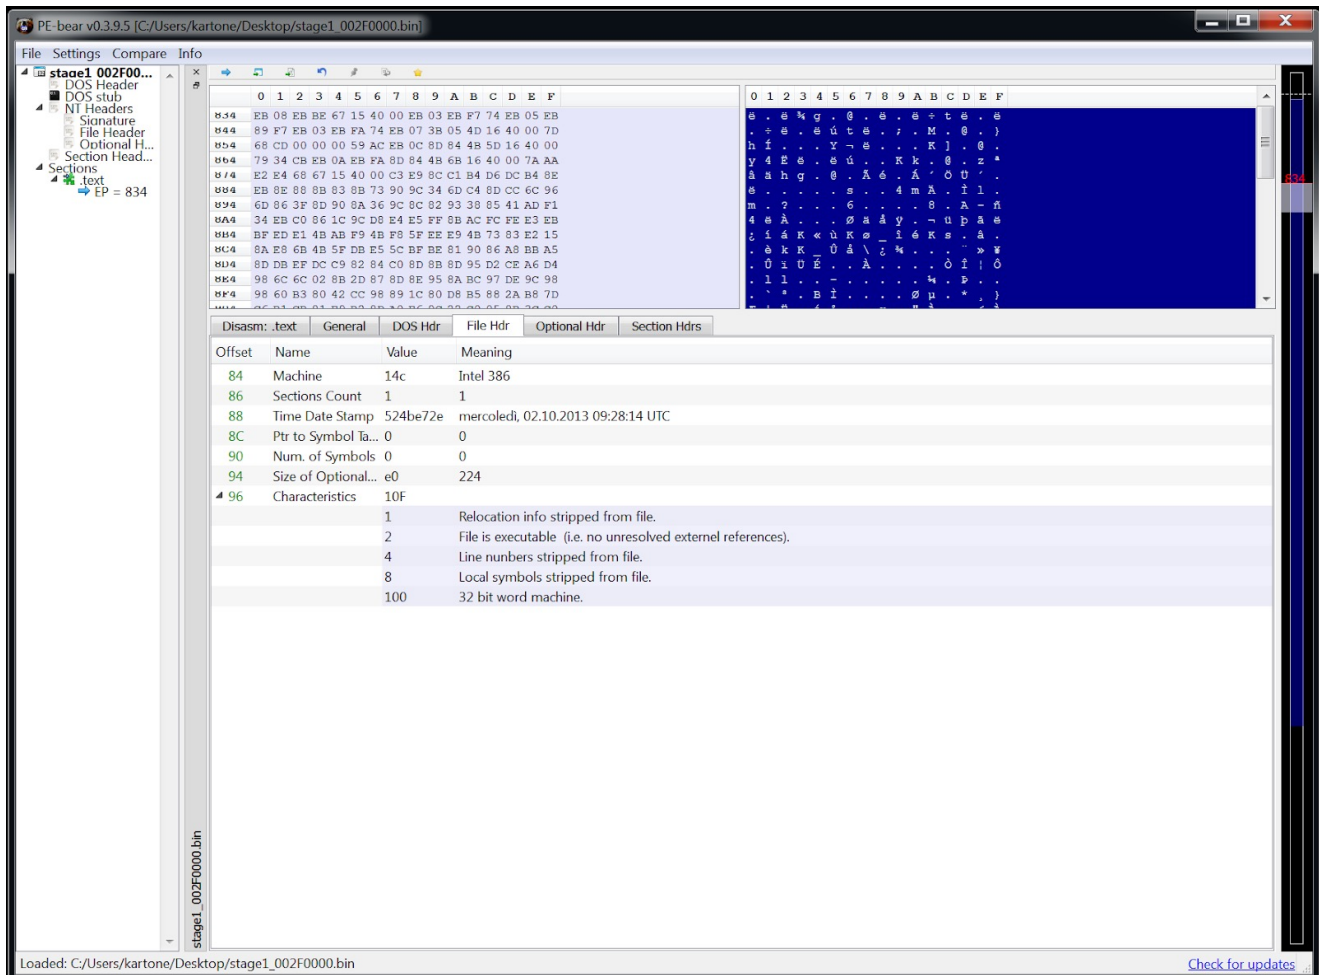 PE-bear v0.3.9.5 [C:/Users/kartone/Desktop/stage1_002F0000.bin]
File Settings Compare Info
stage1_002F00...
DOS Header
DOS stub
NT Headers
Signature
File Header
Optional H...
Section Head...
Sections
.text
EP = 834
stage1_002F0000.bin
0 1 2 3 4 5 6 7 8 9 A B C D E F
834 EB 08 EB BE 67 15 40 00 EB 03 EB F7 74 EB 05 EB
844 89 F7 EB 03 EB FA 74 EB 07 3B 05 4D 16 40 00 7D
854 68 CD 00 00 00 59 AC EB 0C 8D 84 4B 5D 16 40 00
864 79 34 CB EB 0A EB FA 8D 84 4B 6B 16 40 00 7A AA
874 E2 E4 68 67 15 40 00 C3 E9 8C C1 B4 D6 DC B4 8E
884 EB 8E 88 8B 83 8B 73 90 9C 34 6D C4 8D CC 6C 96
894 6D 86 3F 8D 90 8A 36 9C 8C 82 93 38 85 41 AD F1
8A4 34 EB C0 86 1C 9C D8 E4 E5 FF 8B AC FC FE E3 EB
8B4 BF ED E1 4B AB F9 4B F8 5F EE E9 4B 73 83 E2 15
8C4 8A E8 6B 4B 5F DB E5 5C BF BE 81 90 86 A8 BB A5
8D4 8D DB EF DC C9 82 84 C0 8D 8B 8D 95 D2 CE A6 D4
8E4 98 6C 6C 02 8B 2D 87 8D 8E 95 8A BC 97 DE 9C 98
8F4 98 60 B3 80 42 CC 98 89 1C 80 D8 B5 88 2A B8 7D
0 1 2 3 4 5 6 7 8 9 A B C D E F
ë . ë ¾ g . @ . ë . ë ÷ t ë . ë
. ÷ ë . ë ú t ë . ; . M . @ . }
h Í . . . Y ¬ ë . . . K ] . @ .
y 4 Ë ë . ë ú . . K k . @ . z ª
â ä h g . @ . Ã é . Á ´ Ö Ü ´ .
ë . . . . . s . . 4 m Ä . Ì l .
m . ? . . . 6 . . . . 8 . A - ñ
4 ë À . . . Ø ä å ÿ . ¬ ü þ ã ë
¿ í á K « ù K ø _ î é K s . â .
. è k K _ Û å \ ¿ ¾ . . . ¨ » ¥
. Û ï Ü É . . À . . . . Ò Î ¦ Ô
. l l . . - . . . . . ¼ . Þ . .
. ` ³ . B Ì . . . . Ø µ . * ¸ }
834
Disasm: .text General DOS Hdr File Hdr Optional Hdr Section Hdrs
Offset Name Value Meaning
84 Machine 14c Intel 386
86 Sections Count 1 1
88 Time Date Stamp 524be72e mercoledì, 02.10.2013 09:28:14 UTC
8C Ptr to Symbol Ta... 0 0
90 Num. of Symbols 0 0
94 Size of Optional... e0 224
96 Characteristics 10F
1 Relocation info stripped from file.
2 File is executable (i.e. no unresolved externel references).
4 Line nunbers stripped from file.
8 Local symbols stripped from file.
100 32 bit word machine.
Loaded: C:/Users/kartone/Desktop/stage1_002F0000.bin
Check for updates